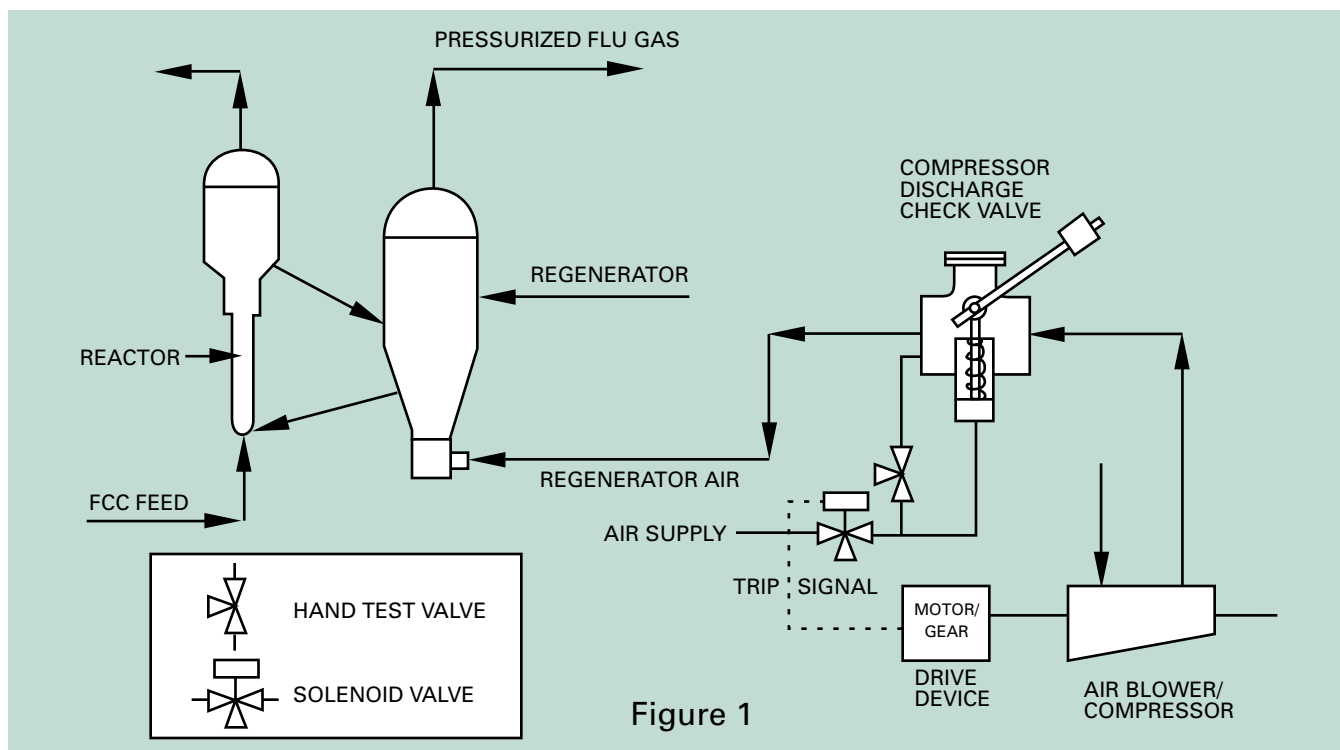 PRESSURIZED FLU GAS
COMPRESSOR
DISCHARGE
CHECK VALVE
REGENERATOR
REACTOR
REGENERATOR AIR
FCC FEED
AIR SUPPLY
TRIP SIGNAL
HAND TEST VALVE
SOLENOID VALVE
MOTOR/
GEAR
DRIVE
DEVICE
AIR BLOWER/
COMPRESSOR
Figure 1